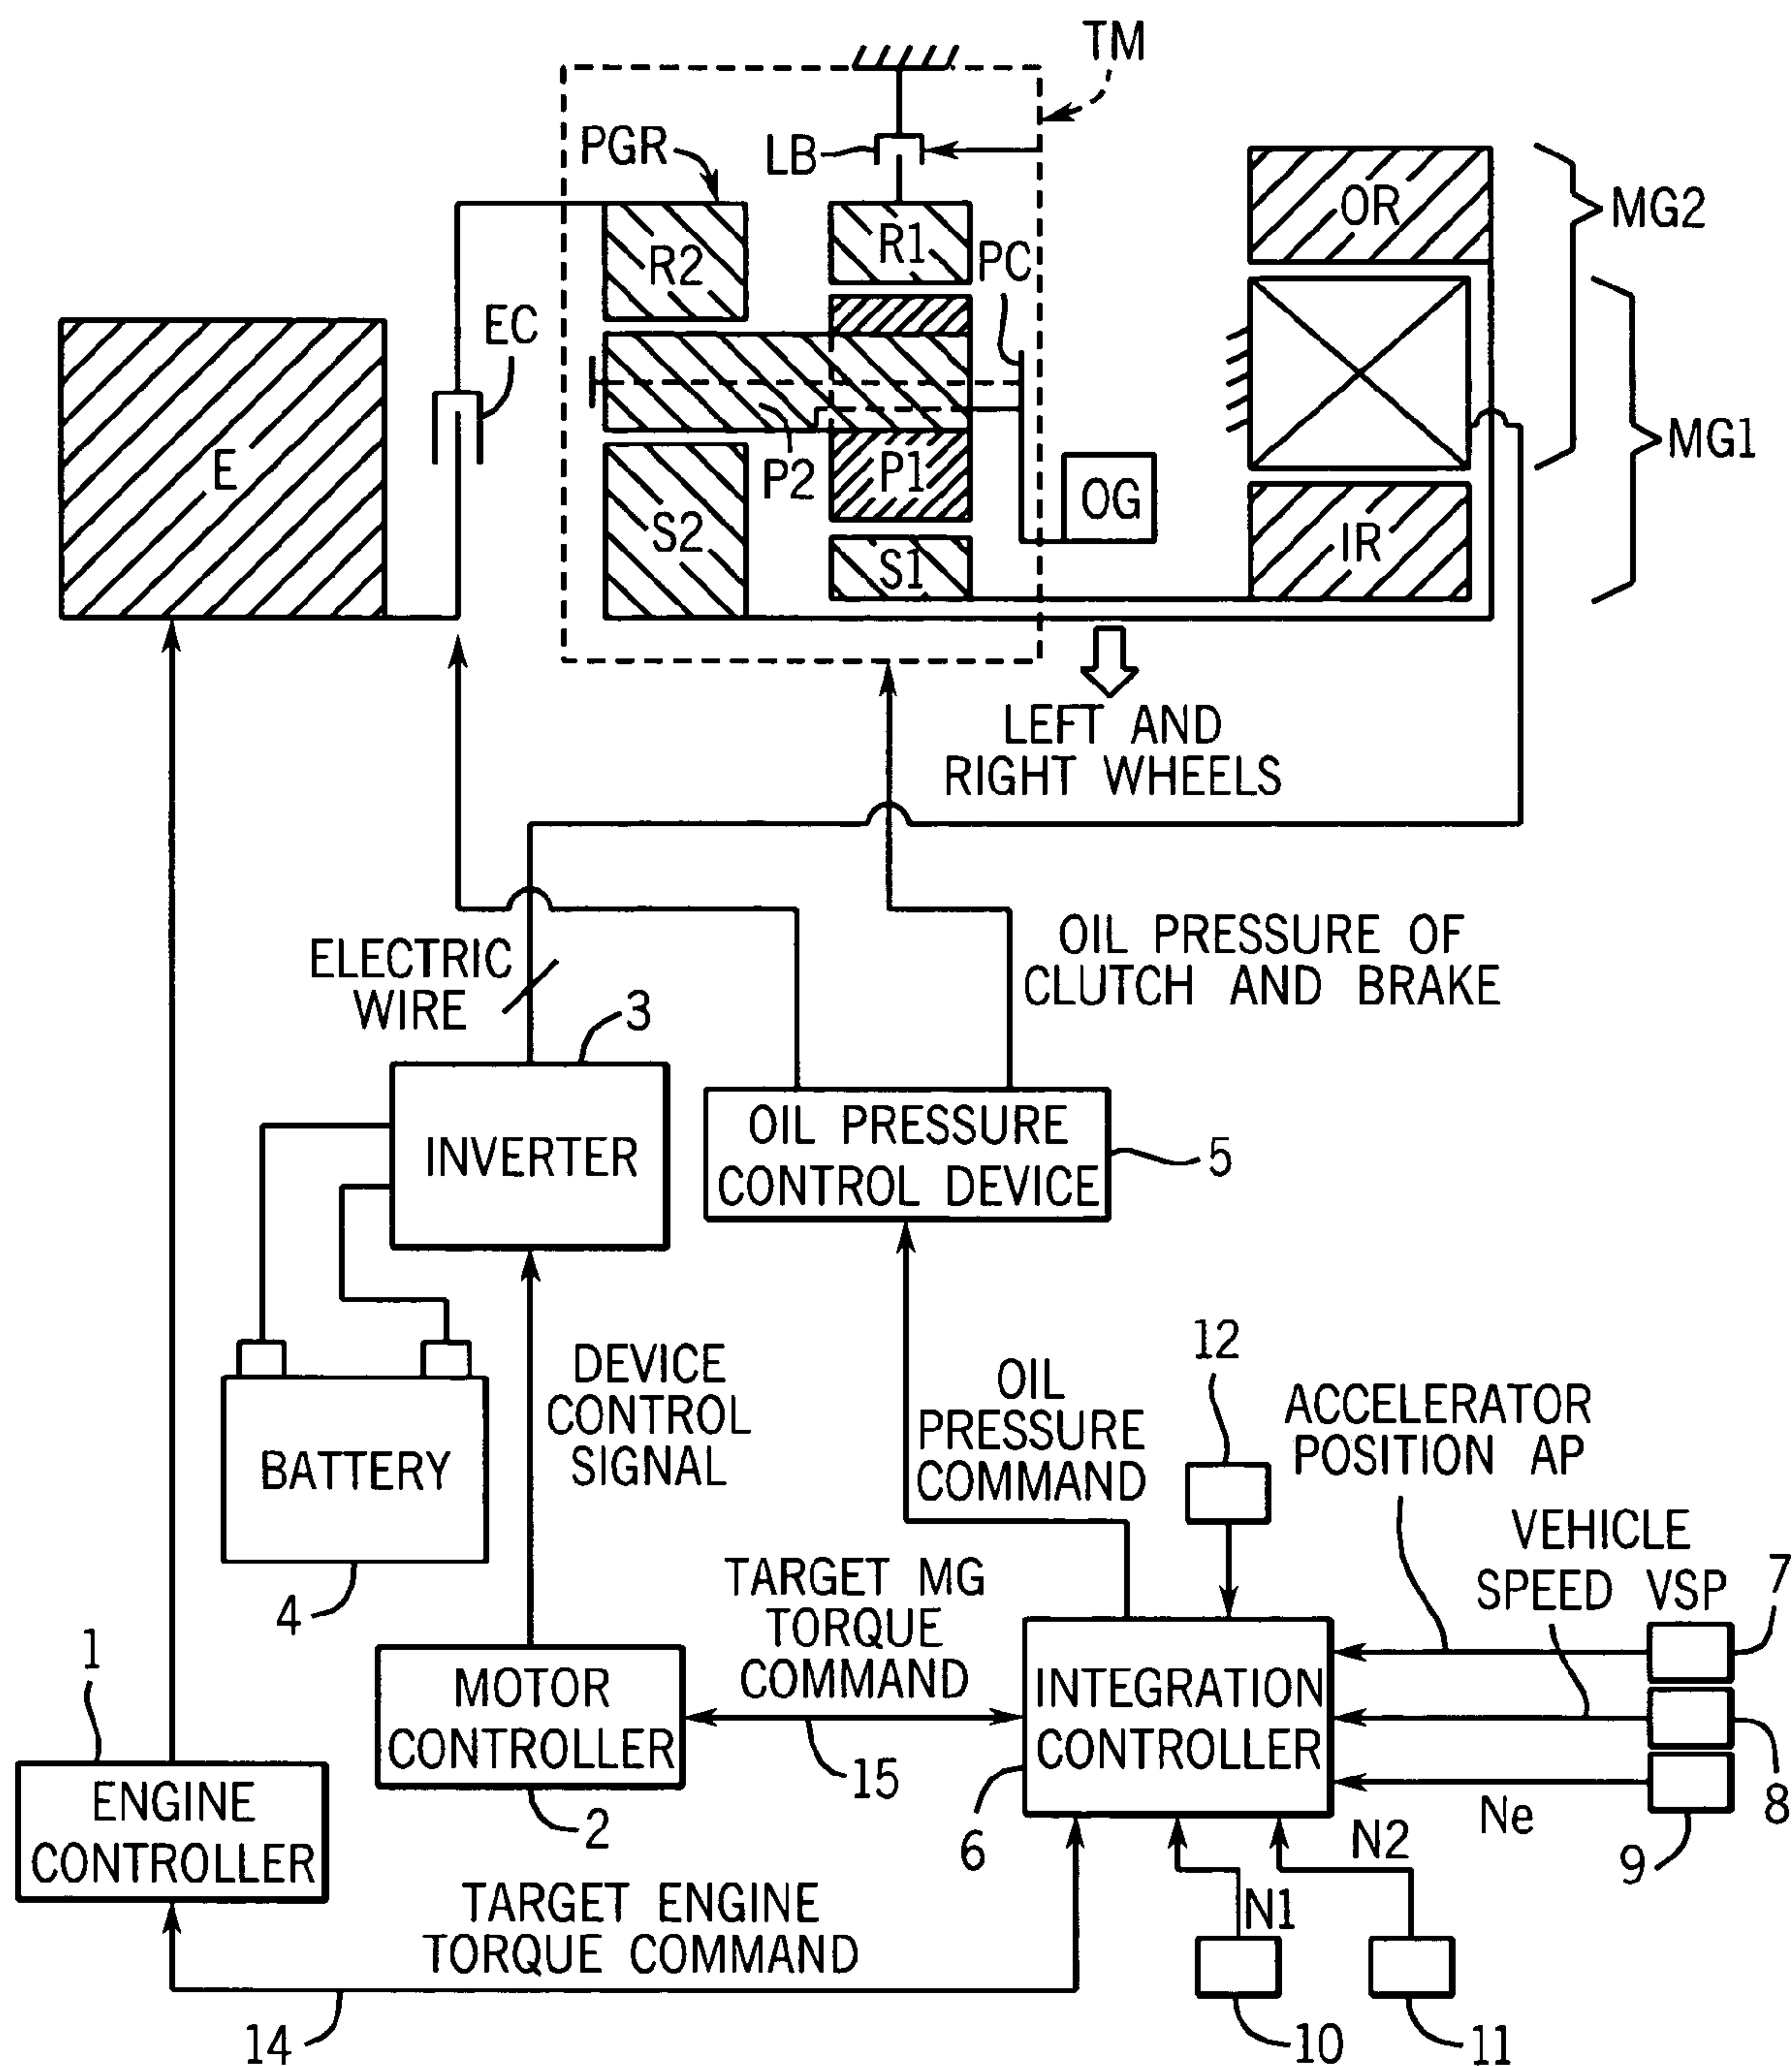 TM
PGR
LB
OR
MG2
R2
R1
PC
EC
E
P2
P1
OG
MG1
S2
S1
IR
LEFT AND
RIGHT WHEELS
ELECTRIC
WIRE
OIL PRESSURE OF
CLUTCH AND BRAKE
3
INVERTER
OIL PRESSURE
CONTROL DEVICE
5
DEVICE
CONTROL
SIGNAL
OIL
PRESSURE
COMMAND
12
ACCELERATOR
POSITION AP
BATTERY
4
VEHICLE
SPEED VSP
7
TARGET MG
TORQUE
COMMAND
1
MOTOR
CONTROLLER
INTEGRATION
CONTROLLER
15
2
6
8
Ne
9
ENGINE
CONTROLLER
N2
N1
TARGET ENGINE
TORQUE COMMAND
14
10
11